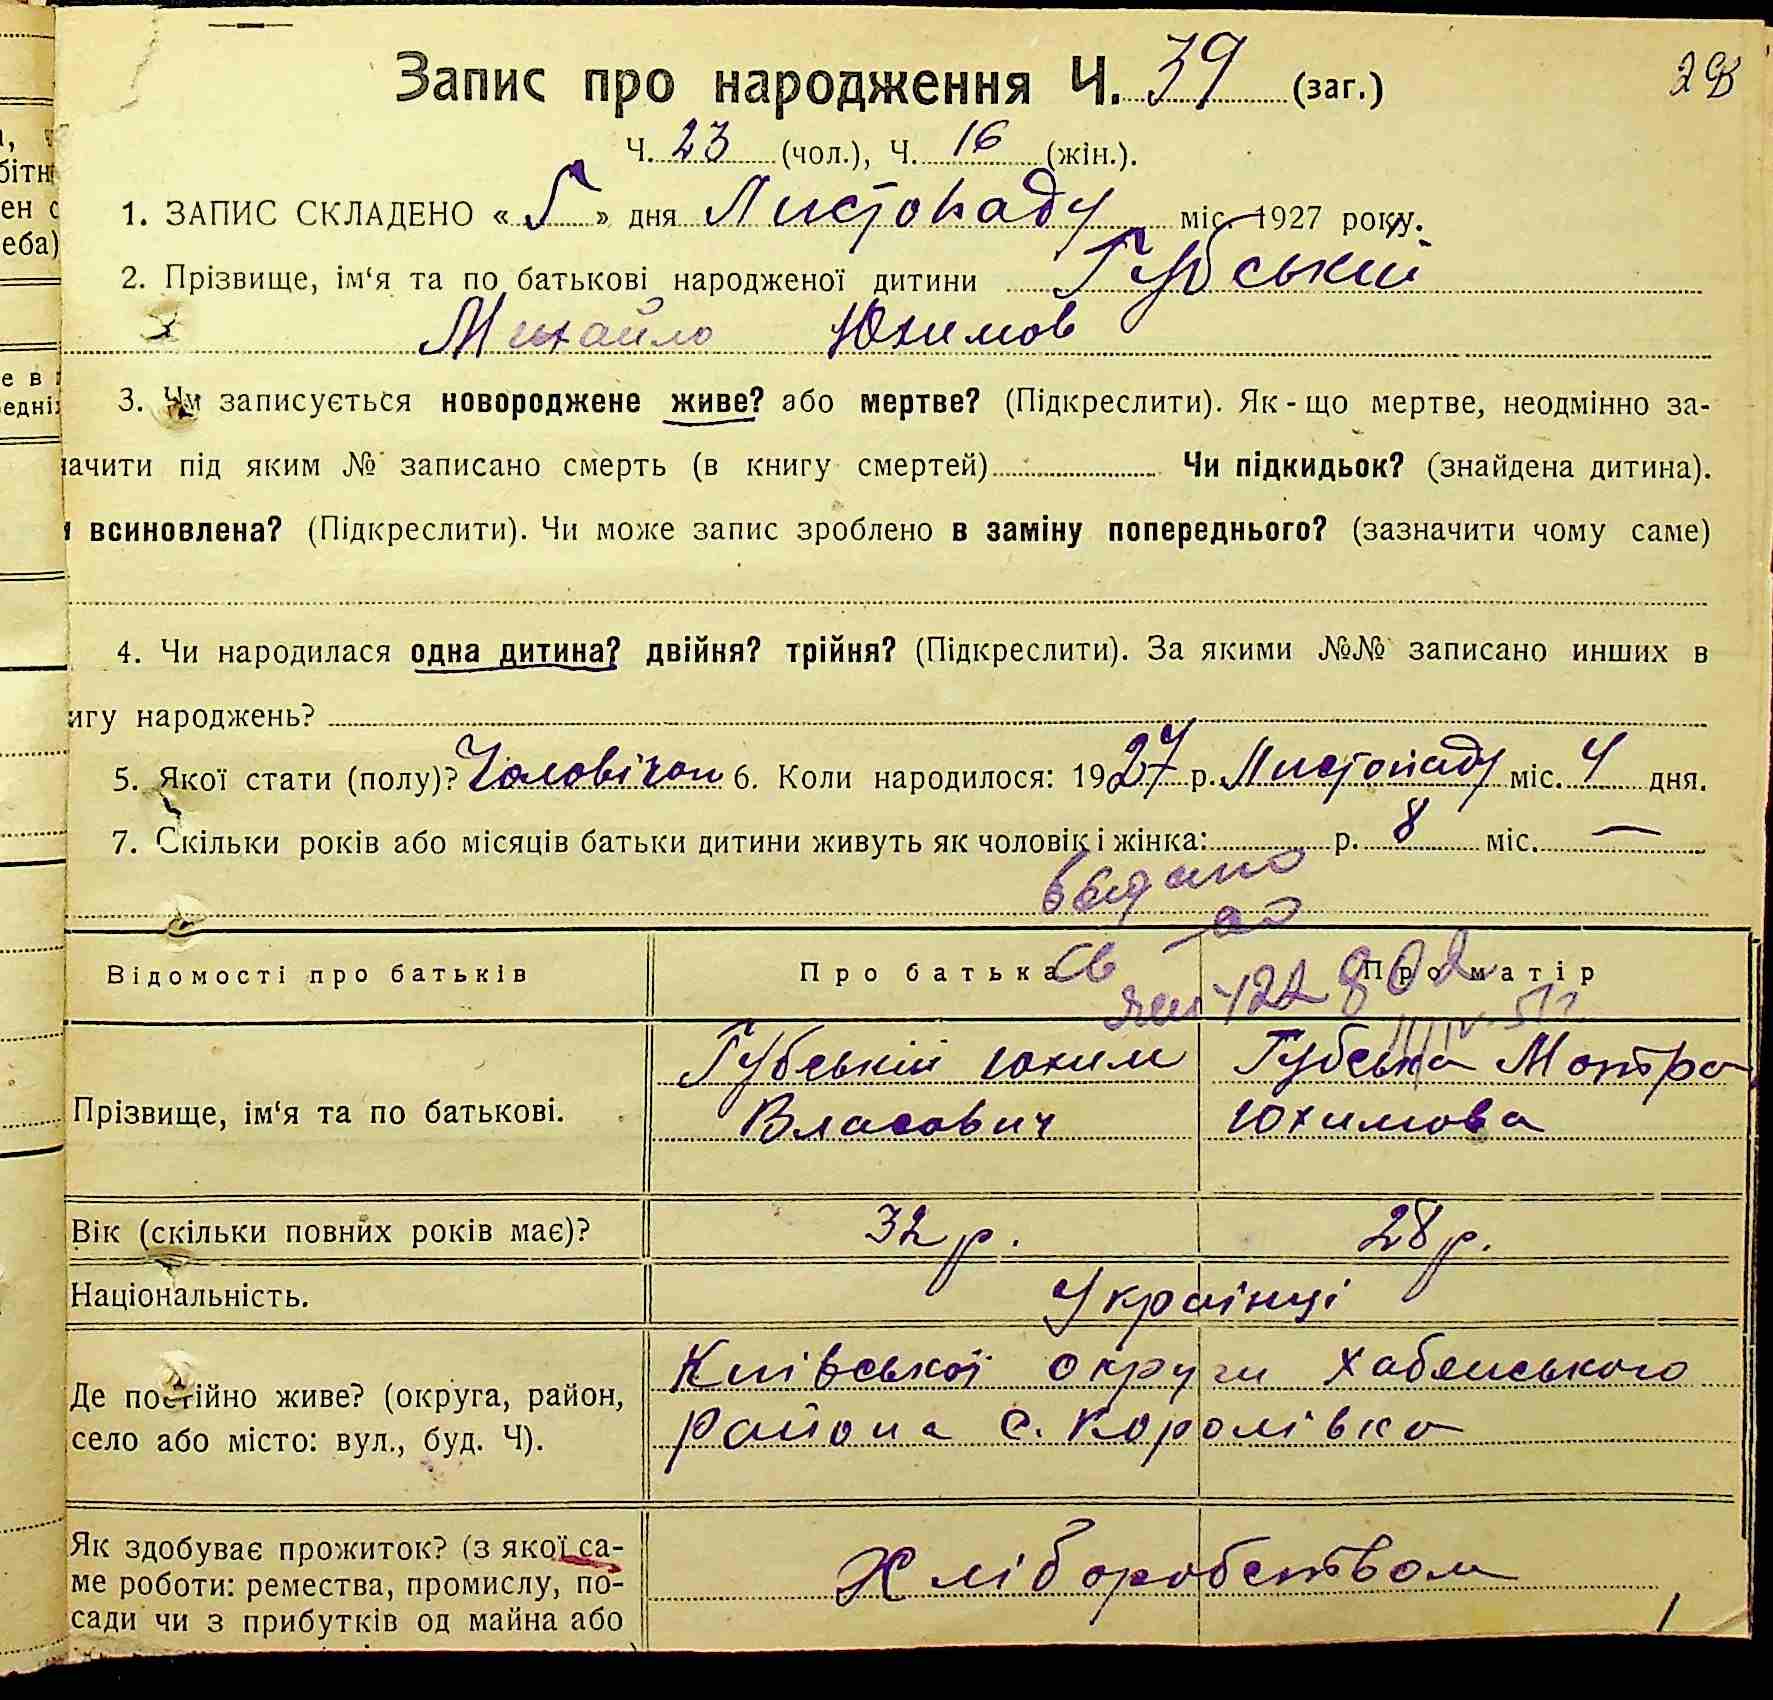 Запис про народження Ч. 39 (заг.)
Ч. 23 (чол.), Ч. 16 (жін.).
1. ЗАПИС СКЛАДЕНО «5» дня Листопаду міс. 1927 року.
2. Прізвище, ім‘я та по батькові народженої дитини Губській
Михайло Юхимов
3. Чи записується новороджене живе? або мертве? (Підкреслити). Як-що мертве, неодмінно за-
начити під яким № записано смерть (в книгу смертей) Чи підкидьок? (знайдена дитина).
и всиновлена? (Підкреслити). Чи може запис зроблено в заміну попереднього? (зазначити чому саме)
4. Чи народилася одна дитина? двійня? трійня? (Підкреслити). За якими №№ записано инших в
игу народжень?
5. Якої стати (полу)? Чоловічої 6. Коли народилося: 1927 р. Листопаду міс. 4 дня.
7. Скільки років або місяців батьки дитини живуть як чоловік і жінка: р. 8 міс. —
Св
Відомості про батьків Про батька Про матір
Прізвище, ім‘я та по батькові. Губській Юхим Губська Мотра
Власович Юхимова
Вік (скільки повних років має)? 32 р. 28 р.
Національність. Українці
Київської округи Хабенського
Де постійно живе? (округа, район, района с. Королівка
село або місто: вул., буд. Ч).
Як здобуває прожиток? (з якої са- Хліборобством
ме роботи: ремества, промислу, по-
сади чи з прибутків од майна або